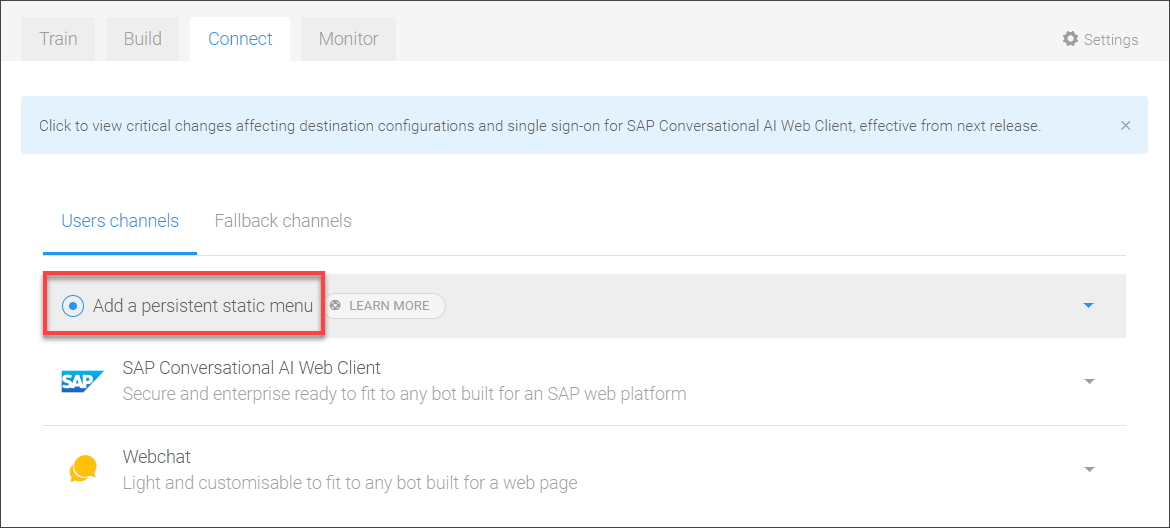 Train Build Connect Monitor Settings
Click to view critical changes affecting destination configurations and single sign-on for SAP Conversational AI Web Client, effective from next release.
Users channels Fallback channels
Add a persistent static menu LEARN MORE
SAP
SAP Conversational AI Web Client
Secure and enterprise ready to fit to any bot built for an SAP web platform
Webchat
Light and customisable to fit to any bot built for a web page